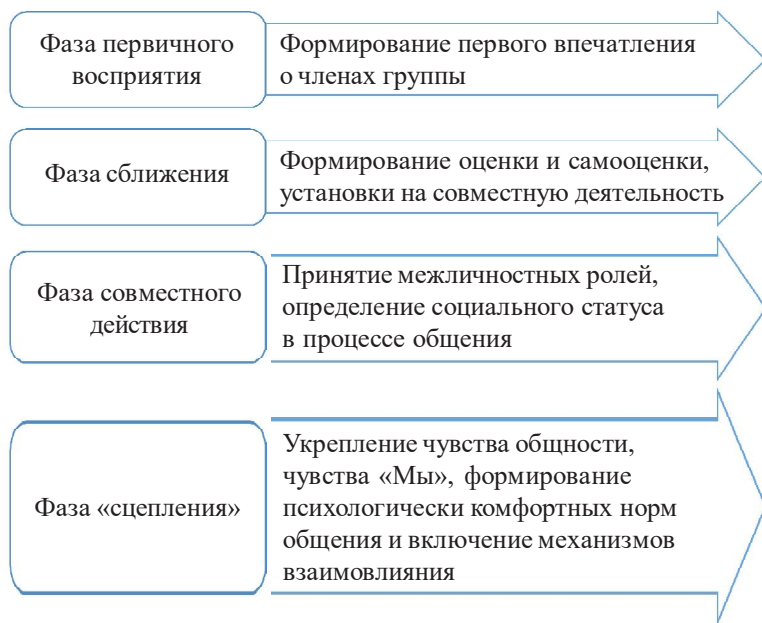 Фаза первичного
восприятия
Формирование первого впечатления
о членах группы
Фаза сближения
Формирование оценки и самооценки,
установки на совместную деятельность
Фаза совместного
действия
Принятие межличностных ролей,
определение социального статуса
в процессе общения
Фаза «сцепления»
Укрепление чувства общности,
чувства «Мы», формирование
психологически комфортных норм
общения и включение механизмов
взаимовлияния